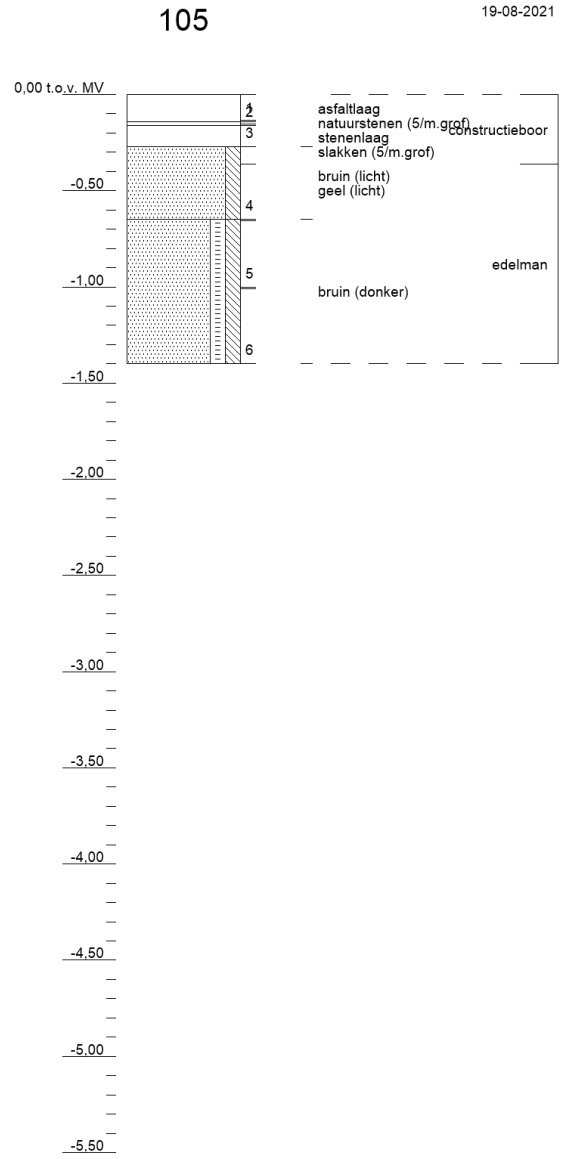 105
19-08-2021
0,00 t.o.v. MV
1
2
3
4
5
6
asfaltlaag
natuurstenen (5/m.grof)
constructieboor
stenenlaag
slakken (5/m.grof)
bruin (licht)
geel (licht)
edelman
bruin (donker)
-0,50
-1,00
-1,50
-2,00
-2,50
-3,00
-3,50
-4,00
-4,50
-5,00
-5,50